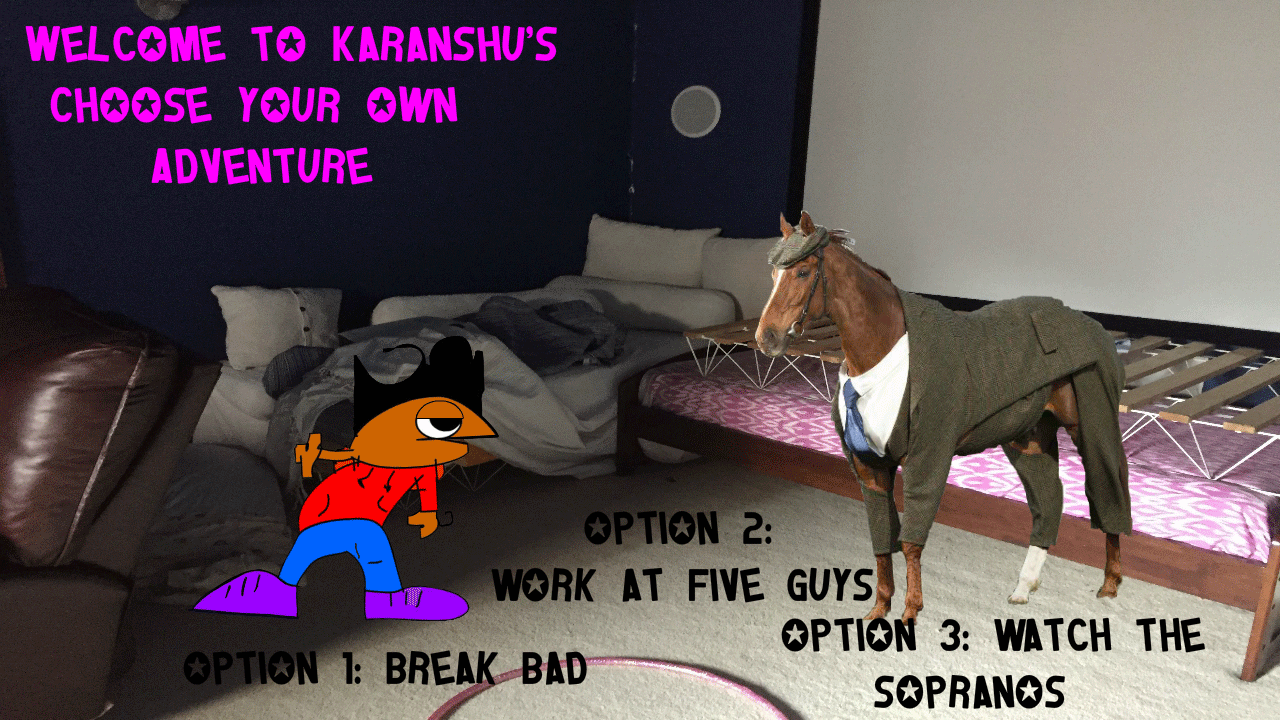 WELCOME TO KARANSHU'S
CHOOSE YOUR OWN
ADVENTURE
OPTION 2:
WORK AT FIVE GUYS
OPTION 3: WATCH THE
SOPRANOS
OPTION 1: BREAK BAD